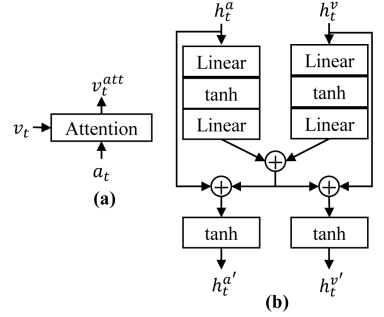 h_t^a h_t^v
Linear Linear
tanh tanh
Linear Linear
v_t^{att}
v_t Attention
a_t
(a)
+
+ +
tanh tanh
h_t^{a'} h_t^{v'}
(b)